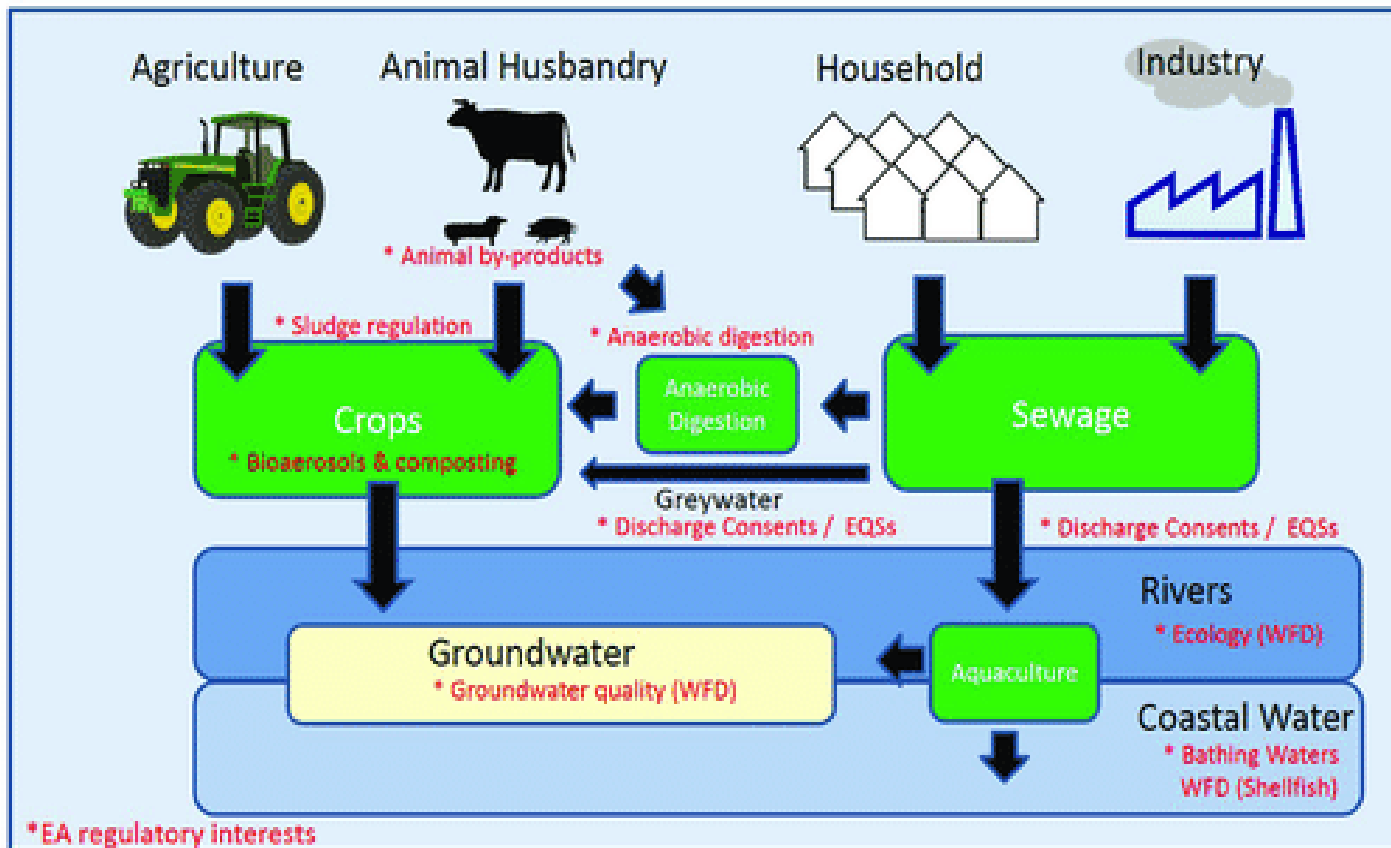 Agriculture
Animal Husbandry
Household
Industry
* Animal by-products
* Sludge regulation
* Anaerobic digestion
Crops
* Bioaerosols & composting
Anaerobic
Digestion
Sewage
Greywater
* Discharge Consents / EQSs
* Discharge Consents / EQSs
Rivers
* Ecology (WFD)
Groundwater
* Groundwater quality (WFD)
Aquaculture
Coastal Water
* Bathing Waters
WFD (Shellfish)
*EA regulatory interests